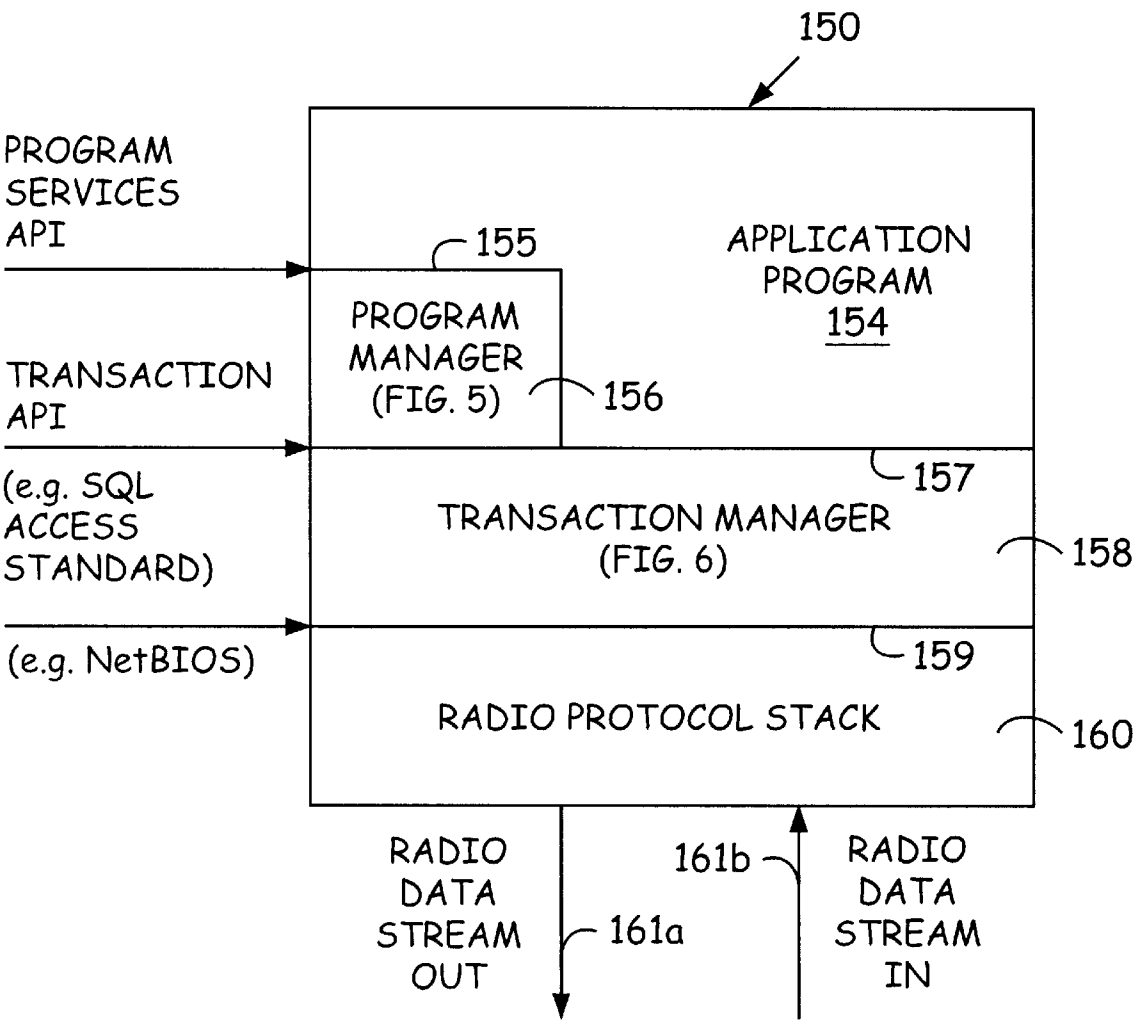 150
PROGRAM
SERVICES
API
155
APPLICATION
PROGRAM
154
PROGRAM
MANAGER
(FIG. 5)
156
TRANSACTION
API
157
(e.g. SQL
ACCESS
STANDARD)
TRANSACTION MANAGER
(FIG. 6)
158
(e.g. NetBIOS)
159
RADIO PROTOCOL STACK
160
RADIO
DATA
STREAM
OUT
161a
161b
RADIO
DATA
STREAM
IN